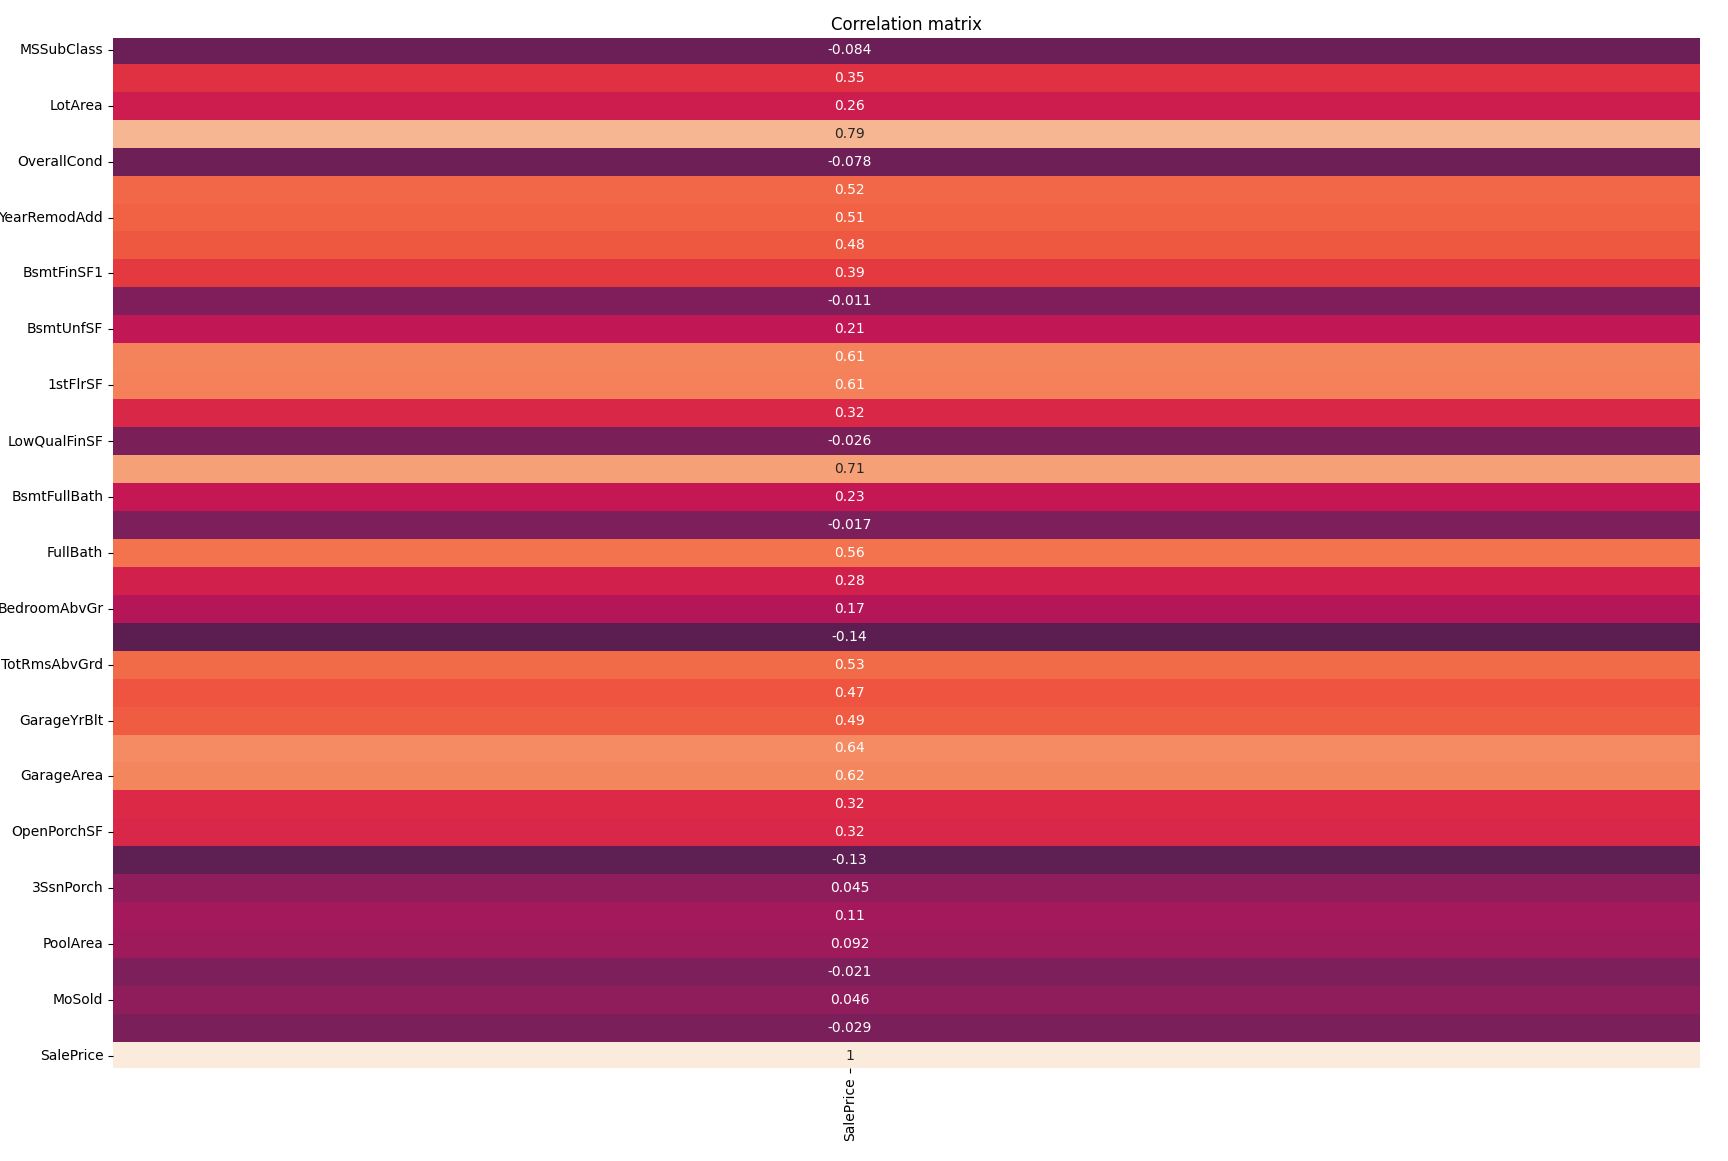 Correlation matrix
MSSubClass -0.084
0.35
LotArea 0.26
0.79
OverallCond -0.078
0.52
YearRemodAdd 0.51
0.48
BsmtFinSF1 0.39
-0.011
BsmtUnfSF 0.21
0.61
1stFlrSF 0.61
0.32
LowQualFinSF -0.026
0.71
BsmtFullBath 0.23
-0.017
FullBath 0.56
0.28
BedroomAbvGr 0.17
-0.14
TotRmsAbvGrd 0.53
0.47
GarageYrBlt 0.49
0.64
GarageArea 0.62
0.32
OpenPorchSF 0.32
-0.13
3SsnPorch 0.045
0.11
PoolArea 0.092
-0.021
MoSold 0.046
-0.029
SalePrice 1
SalePrice